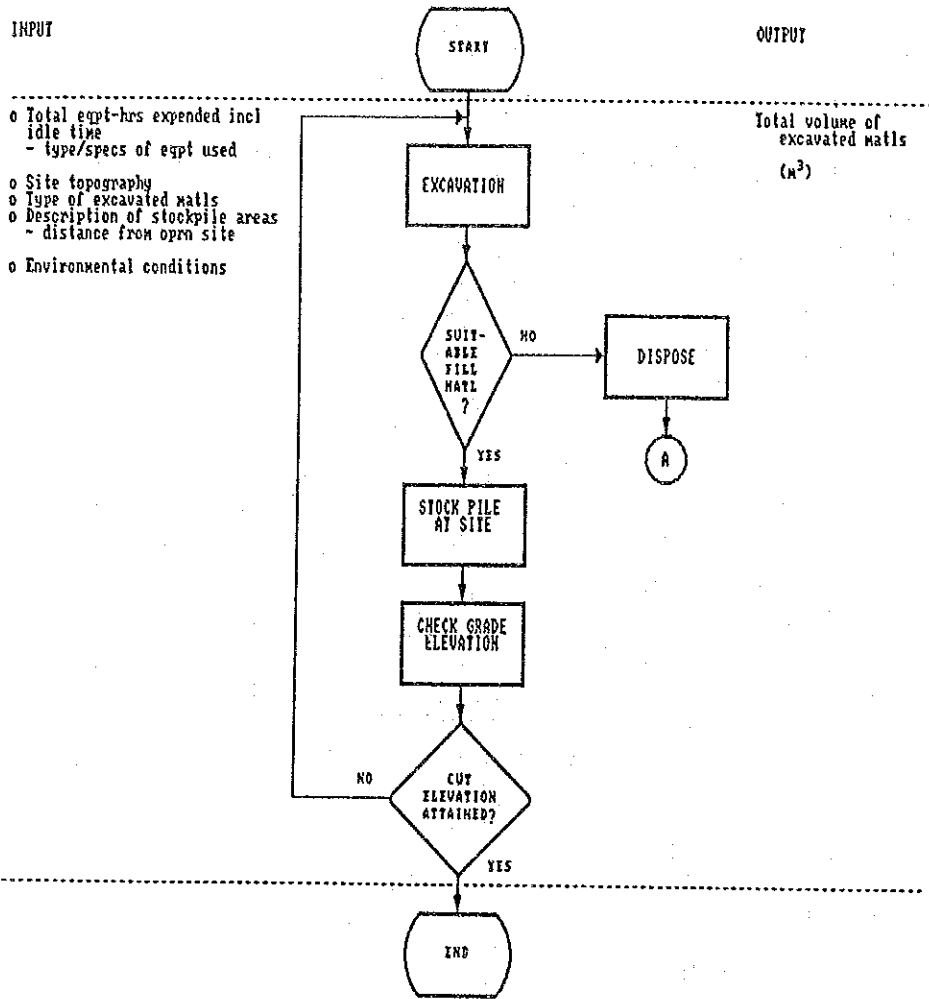 INPUT
START
OUTPUT
o Total eqpt-hrs expended incl
idle time
- type/specs of eqpt used
o Site topography
o Type of excavated matls
o Description of stockpile areas
~ distance from oprn site
o Environmental conditions
Total volume of
excavated matls
(M³)
EXCAVATION
SUIT-
ABLE
FILL
MATL
?
NO
DISPOSE
A
YES
STOCK PILE
AT SITE
CHECK GRADE
ELEVATION
NO
CUT
ELEVATION
ATTAINED?
YES
END